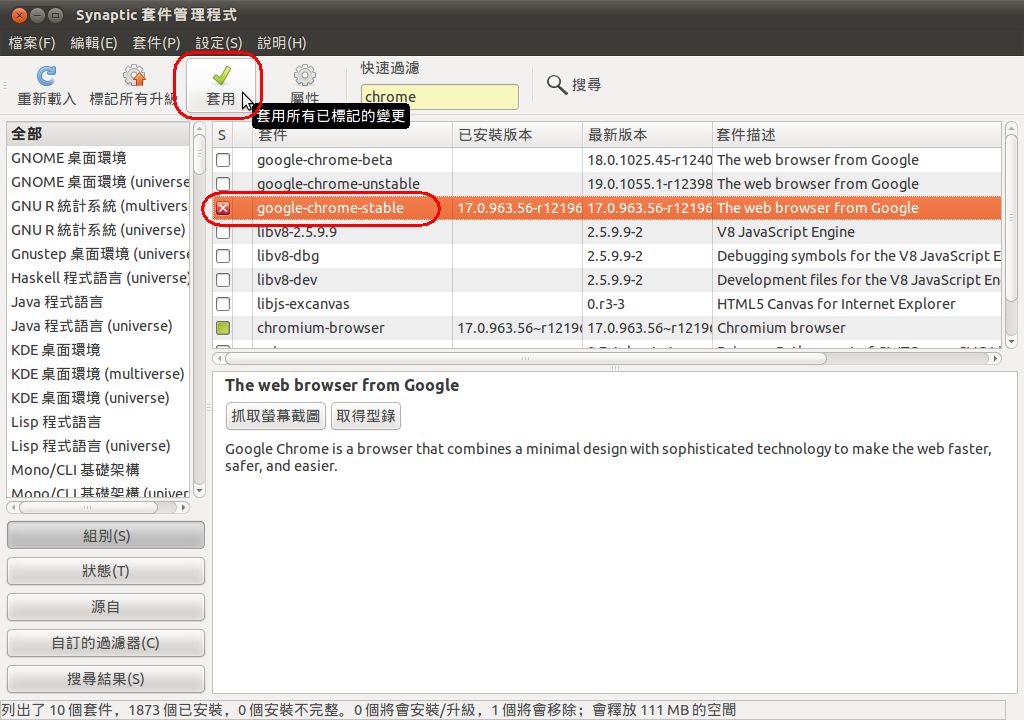 Synaptic 套件管理程式
檔案(F) 編輯(E) 套件(P) 設定(S) 說明(H)
重新載入 標記所有升級 套用 屬性
快速過濾
chrome
搜尋
套用所有已標記的變更
全部
GNOME 桌面環境
GNOME 桌面環境 (universe
GNU R 統計系統 (multivers
GNU R 統計系統 (universe)
Gnustep 桌面環境 (universe
Haskell 程式語言 (universe)
Java 程式語言
Java 程式語言 (universe)
KDE 桌面環境
KDE 桌面環境 (multiverse)
KDE 桌面環境 (universe)
Lisp 程式語言
Lisp 程式語言 (universe)
Mono/CLI 基礎架構
Mono/CLI 基礎架構 (univer
組別(S)
狀態(T)
源自
自訂的過濾器(C)
搜尋結果(S)
S 套件 已安裝版本 最新版本 套件描述
google-chrome-beta 18.0.1025.45-r1240 The web browser from Google
google-chrome-unstable 19.0.1055.1-r12398 The web browser from Google
google-chrome-stable 17.0.963.56-r12196 17.0.963.56-r12196 The web browser from Google
libv8-2.5.9.9 2.5.9.9-2 V8 JavaScript Engine
libv8-dbg 2.5.9.9-2 Debugging symbols for the V8 JavaScript E
libv8-dev 2.5.9.9-2 Development files for the V8 JavaScript En
libjs-excanvas 0.r3-3 HTML5 Canvas for Internet Explorer
chromium-browser 17.0.963.56~r12196 17.0.963.56~r12196 Chromium browser
The web browser from Google
抓取螢幕截圖 取得型錄
Google Chrome is a browser that combines a minimal design with sophisticated technology to make the web faster,
safer, and easier.
列出了 10 個套件，1873 個已安裝，0 個安裝不完整。0 個將會安裝/升級，1 個將會移除；會釋放 111 MB 的空間